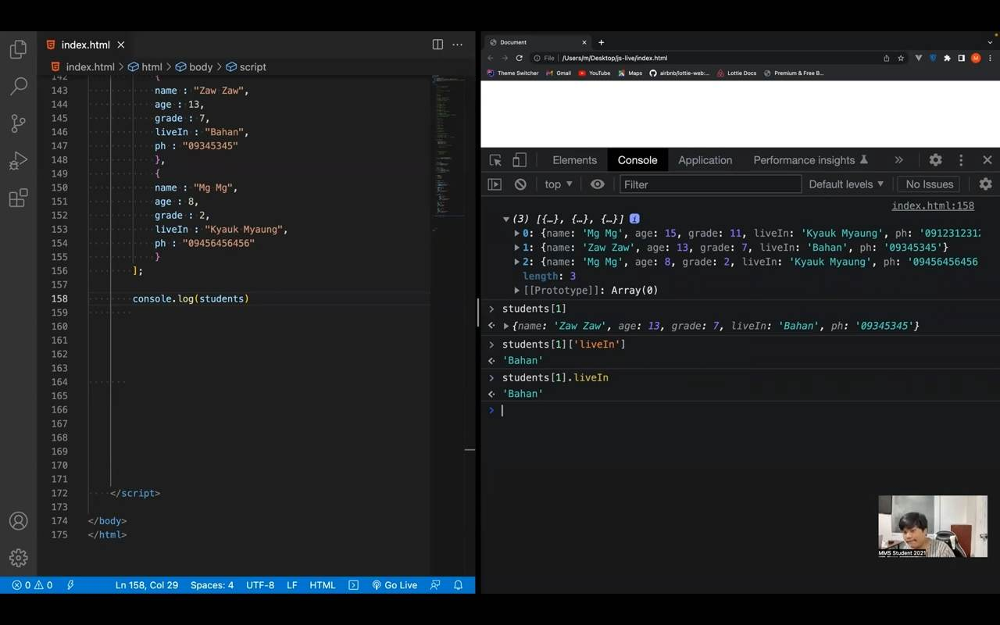 index.html
index.html > html > body > script
142 {
143 name : "Zaw Zaw",
144 age : 13,
145 grade : 7,
146 liveIn : "Bahan",
147 ph : "09345345"
148 },
149 {
150 name : "Mg Mg",
151 age : 8,
152 grade : 2,
153 liveIn : "Kyauk Myaung",
154 ph : "09456456456"
155 }
156 ];
157
158 console.log(students)
159
160
161
162
163
164
165
166
167
168
169
170
171
172 </script>
173
174 </body>
175 </html>
0 0 Ln 158, Col 29 Spaces: 4 UTF-8 LF HTML Go Live
Document
File /Users/m/Desktop/js-live/index.html M
Theme Switcher Gmail YouTube Maps airbnb/lottie-web:... Lottie Docs Premium & Free B...
Elements Console Application Performance insights »
top Filter Default levels No Issues
index.html:158
(3) [{…}, {…}, {…}] i
0: {name: 'Mg Mg', age: 15, grade: 11, liveIn: 'Kyauk Myaung', ph: '0912312312
1: {name: 'Zaw Zaw', age: 13, grade: 7, liveIn: 'Bahan', ph: '09345345'}
2: {name: 'Mg Mg', age: 8, grade: 2, liveIn: 'Kyauk Myaung', ph: '09456456456
length: 3
[[Prototype]]: Array(0)
> students[1]
{name: 'Zaw Zaw', age: 13, grade: 7, liveIn: 'Bahan', ph: '09345345'}
> students[1]['liveIn']
'Bahan'
> students[1].liveIn
'Bahan'
>
MMS Student 2021